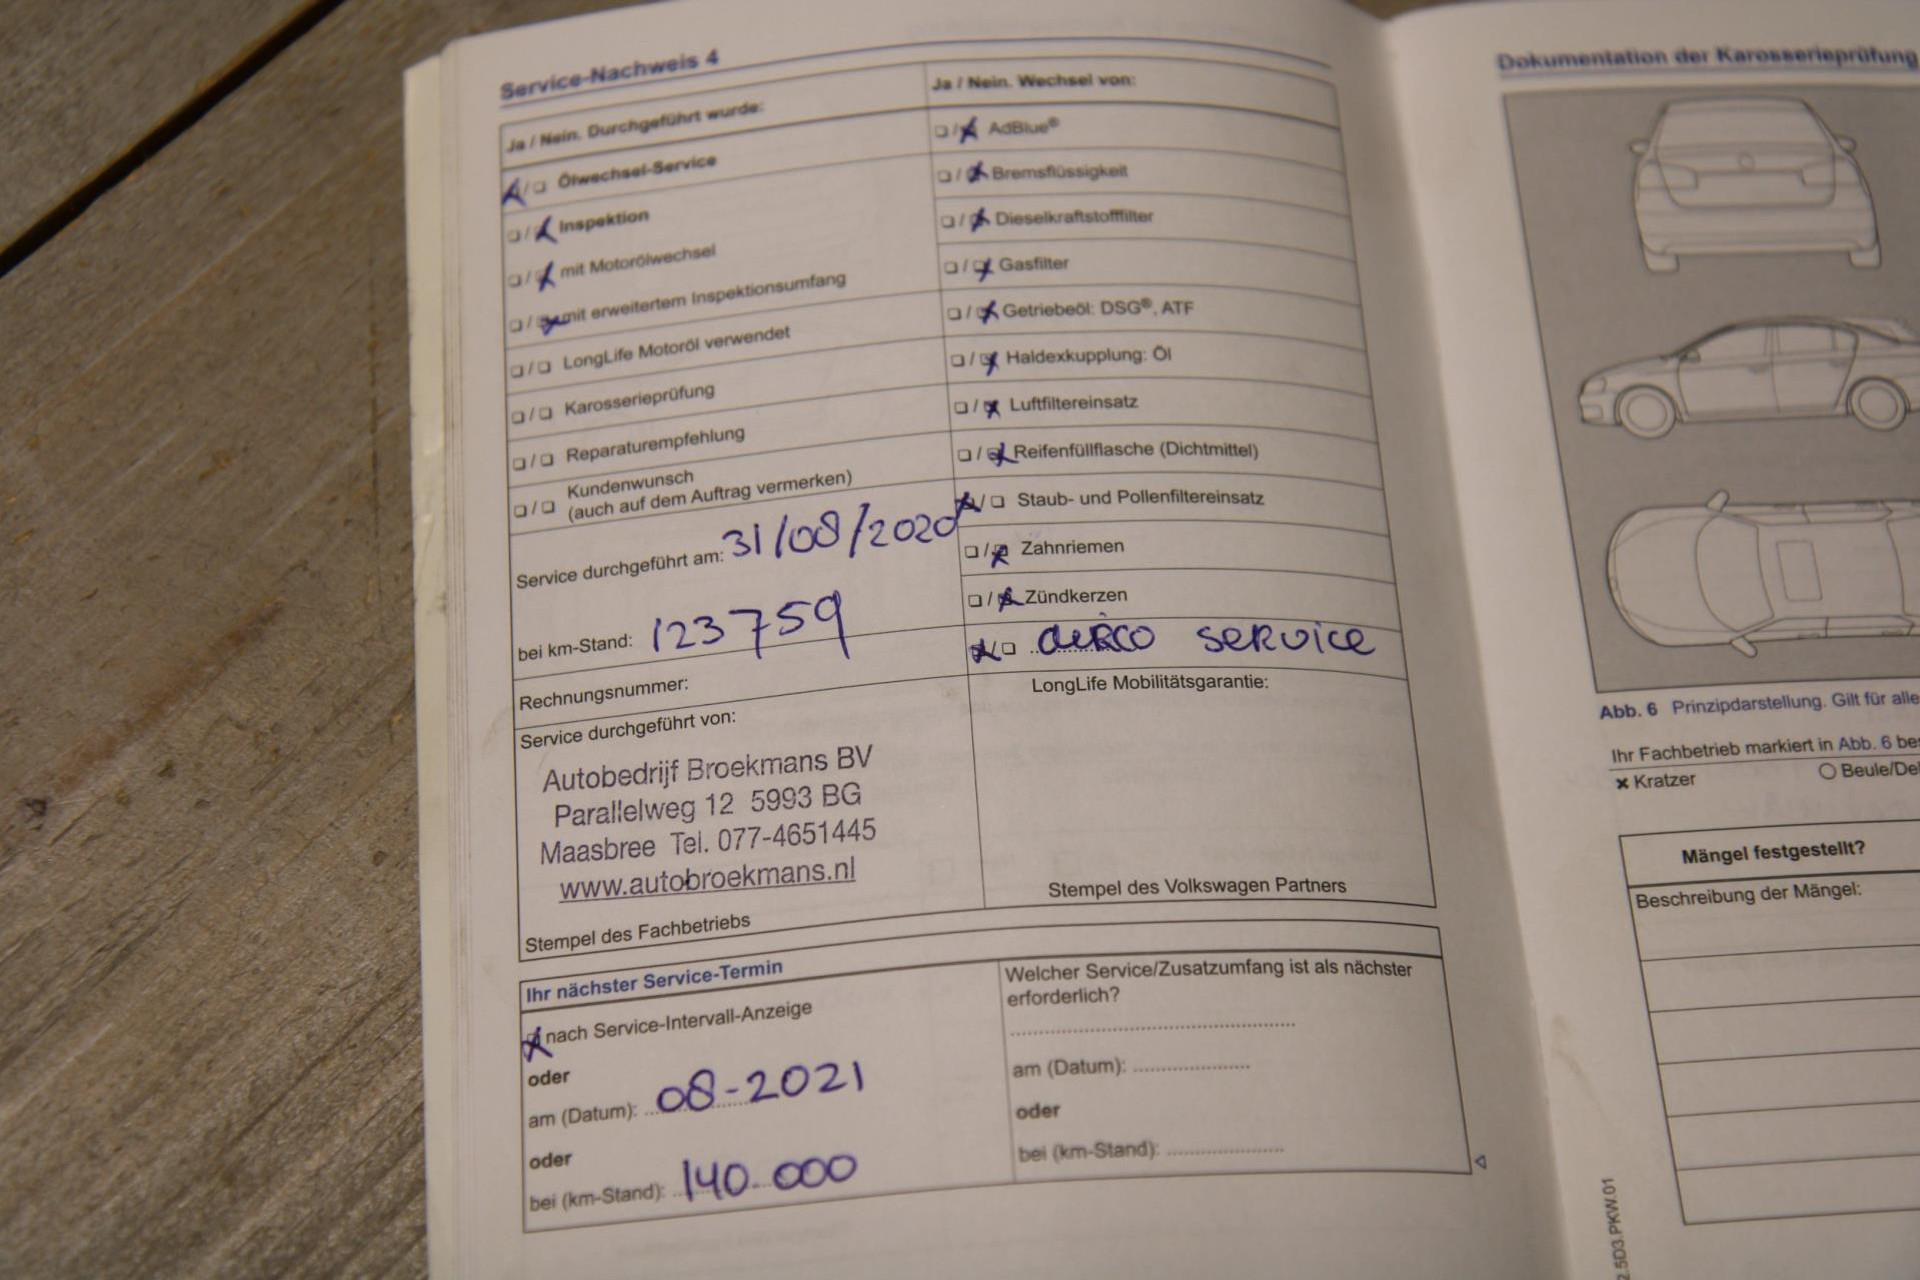 Service-Nachweis 4
Ja / Nein. Durchgeführt wurde:
Ölwechsel-Service
Inspektion
mit Motorölwechsel
mit erweitertem Inspektionsumfang
LongLife Motoröl verwendet
Karosserieprüfung
Reparaturempfehlung
Kundenwunsch
(auch auf dem Auftrag vermerken)
Service durchgeführt am: 31/08/2020
bei km-Stand: 123759
Rechnungsnummer:
Service durchgeführt von:
Autobedrijf Broekmans BV
Parallelweg 12 5993 BG
Maasbree Tel. 077-4651445
www.autobroekmans.nl
Stempel des Fachbetriebs
Ja / Nein. Wechsel von:
AdBlue®
Bremsflüssigkeit
Dieselkraftstofffilter
Gasfilter
Getriebeöl: DSG®, ATF
Haldexkupplung: Öl
Luftfiltereinsatz
Reifenfüllflasche (Dichtmittel)
Staub- und Pollenfiltereinsatz
Zahnriemen
Zündkerzen
service
LongLife Mobilitätsgarantie:
Stempel des Volkswagen Partners
Ihr nächster Service-Termin
nach Service-Intervall-Anzeige
oder
am (Datum): 08-2021
oder
bei (km-Stand): 140.000
Welcher Service/Zusatzumfang ist als nächster
erforderlich?
am (Datum):
oder
bei (km-Stand):
Dokumentation der Karosserieprüfung
Abb. 6 Prinzipdarstellung. Gilt für alle
Ihr Fachbetrieb markiert in Abb. 6
× Kratzer
Beule/
Mängel festgestellt?
Beschreibung der Mängel:
2.5D3.PKW.01